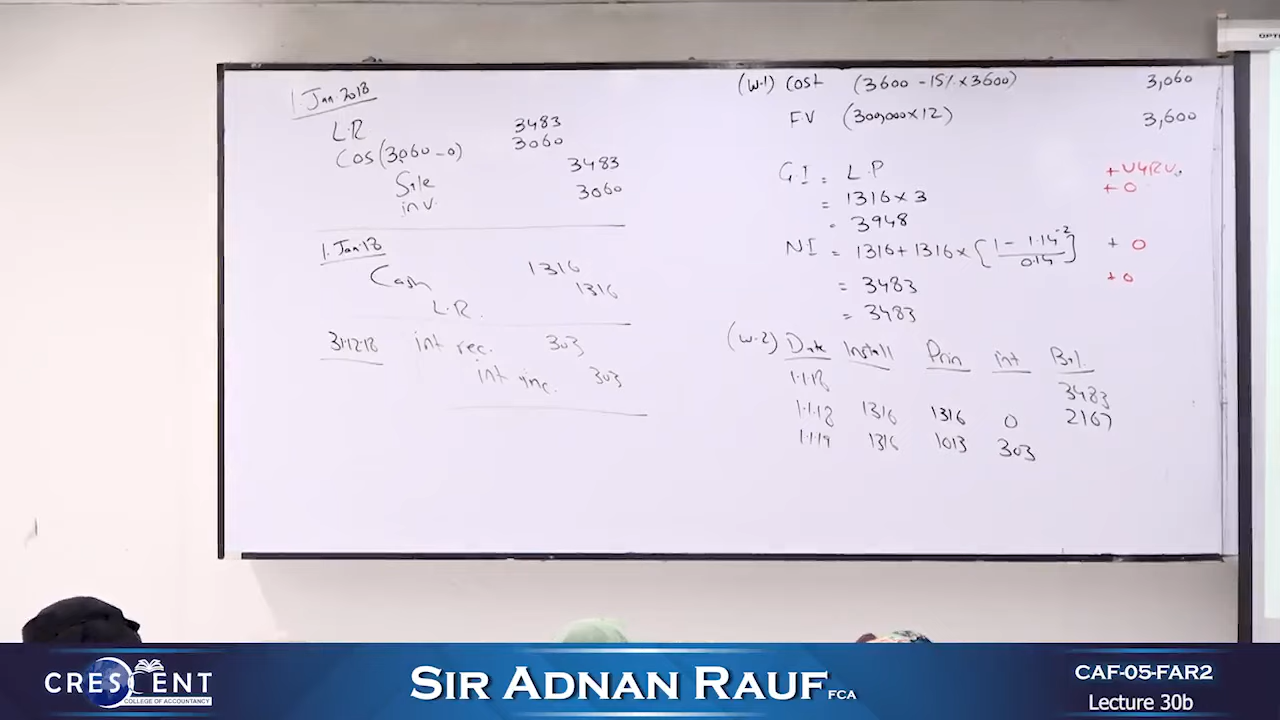 1.Jan.2018
L.R 3483
Cos(3060-0) 3060
Sale 3483
inv. 3060
1.Jan.18
Cash 1316
L.R. 1316
31.12.18 int rec. 303
int inc. 303
(W.1) Cost (3600 - 15% x 3600) 3,060
FV (300,000 x 12) 3,600
G.I = L.P + U4RV.
= 1316 x 3 + 0
= 3948
NI = 1316 + 1316 x [1 - 1.14^-2 / 0.14] + 0
= 3483 + 0
= 3483
(W.2) Date Install Prin int Bal.
1.1.18 3483
1.1.18 1316 1316 0 2167
1.1.19 1316 1013 303
OPTO
CRESCENT
COLLEGE OF ACCOUNTANCY
SIR ADNAN RAUF FCA
CAF-05-FAR2
Lecture 30b